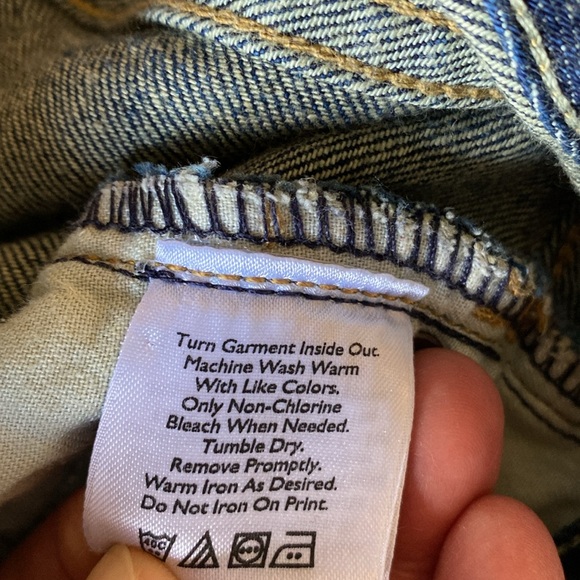 Turn Garment Inside Out.
Machine Wash Warm
With Like Colors.
Only Non-Chlorine
Bleach When Needed.
Tumble Dry.
Remove Promptly.
Warm Iron As Desired.
Do Not Iron On Print.
40C